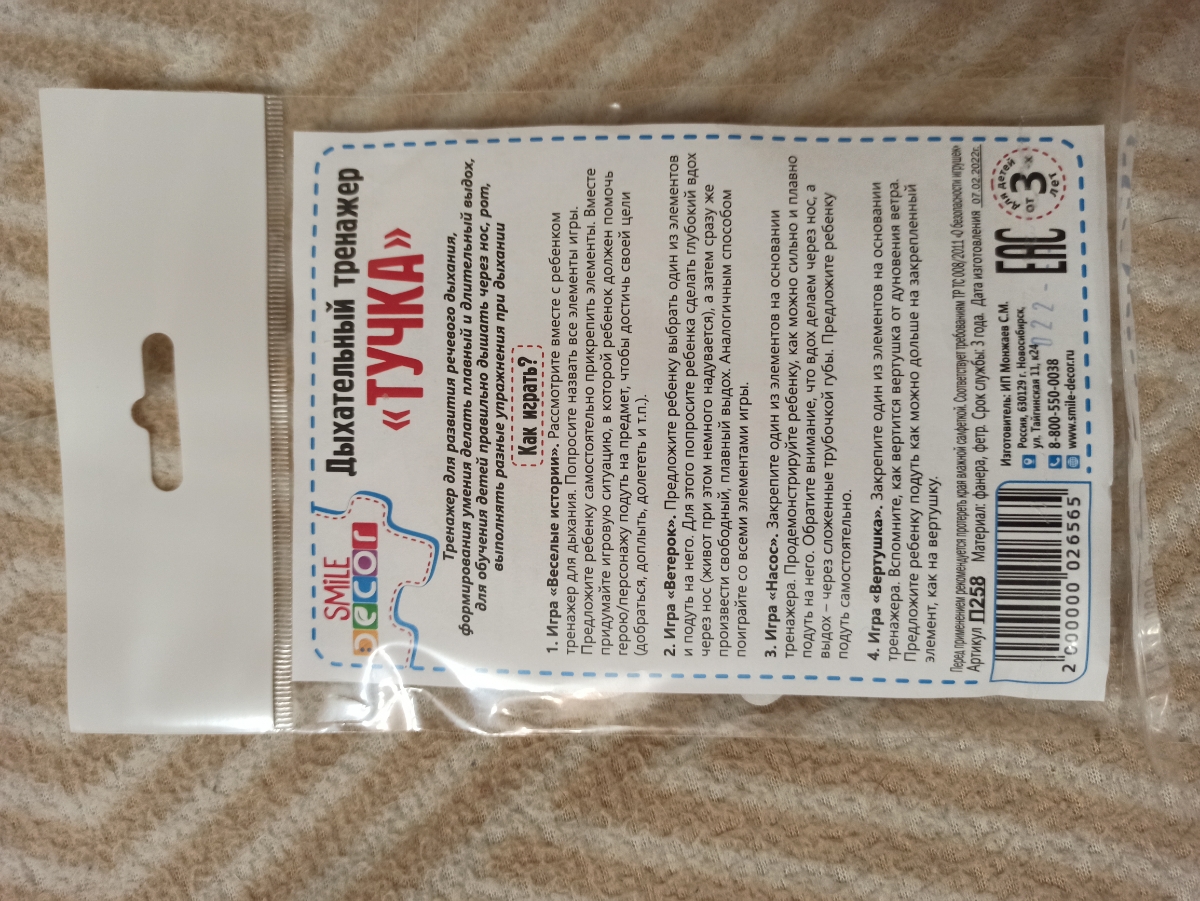 SMILE
DECOR
Дыхательный тренажер
«ТУЧКА»
Тренажер для развития речевого дыхания,
формирования умения делать плавный и длительный выдох,
для обучения детей правильно дышать через нос, рот,
выполнять разные упражнения при дыхании
Как играть?
1. Игра «Веселые истории». Рассмотрите вместе с ребенком
тренажер для дыхания. Попросите назвать все элементы игры.
Предложите ребенку самостоятельно прикрепить элементы. Вместе
придумайте игровую ситуацию, в которой ребенок должен помочь
герою/персонажу подуть на предмет, чтобы достичь своей цели
(добраться, доплыть, долететь и т.п.).
2. Игра «Ветерок». Предложите ребенку выбрать один из элементов
и подуть на него. Для этого попросите ребенка сделать глубокий вдох
через нос (живот при этом немного надувается), а затем сразу же
произвести свободный, плавный выдох. Аналогичным способом
поиграйте со всеми элементами игры.
3. Игра «Насос». Закрепите один из элементов на основании
тренажера. Продемонстрируйте ребенку, как можно сильно и плавно
подуть на него. Обратите внимание, что вдох делаем через нос, а
выдох – через сложенные трубочкой губы. Предложите ребенку
подуть самостоятельно.
4. Игра «Вертушка». Закрепите один из элементов на основании
тренажера. Вспомните, как вертится вертушка от дуновения ветра.
Предложите ребенку подуть как можно дольше на закрепленный
элемент, как на вертушку.
Перед применением рекомендуется протереть края влажной салфеткой. Соответствует требованиям ТР ТС 008/2011 «О безопасности игрушек»
Артикул П258 Материал: фанера, фетр. Срок службы: 3 года. Дата изготовления 07.02.2022г.
2 000000 026565
Изготовитель: ИП Монжаев С.М.
Россия, 630129 г. Новосибирск,
ул. Тайгинская 11, к24
8-800-550-0038
www.smile-decor.ru
EAC
для детей
от 3-х
лет